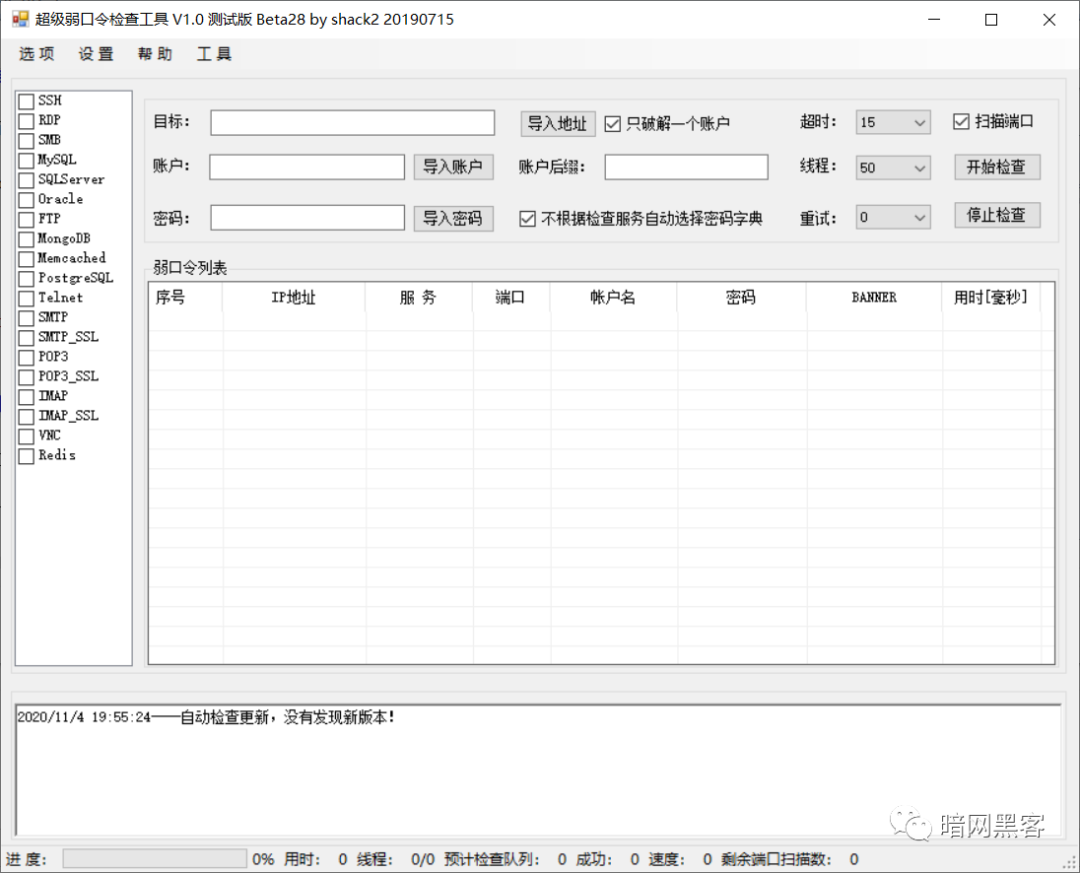 超级弱口令检查工具 V1.0 测试版 Beta28 by shack2 20190715
选项 设置 帮助 工具
SSH
RDP
SMB
MySQL
SQLServer
Oracle
FTP
MongoDB
Memcached
PostgreSQL
Telnet
SMTP
SMTP_SSL
POP3
POP3_SSL
IMAP
IMAP_SSL
VNC
Redis
目标： 导入地址 只破解一个账户 超时： 15 扫描端口
账户： 导入账户 账户后缀： 线程： 50 开始检查
密码： 导入密码 不根据检查服务自动选择密码字典 重试： 0 停止检查
弱口令列表
序号 IP地址 服 务 端口 帐户名 密码 BANNER 用时[毫秒]
2020/11/4 19:55:24——自动检查更新，没有发现新版本！
暗网黑客
进度： 0% 用时： 0 线程： 0/0 预计检查队列： 0 成功： 0 速度： 0 剩余端口扫描数： 0